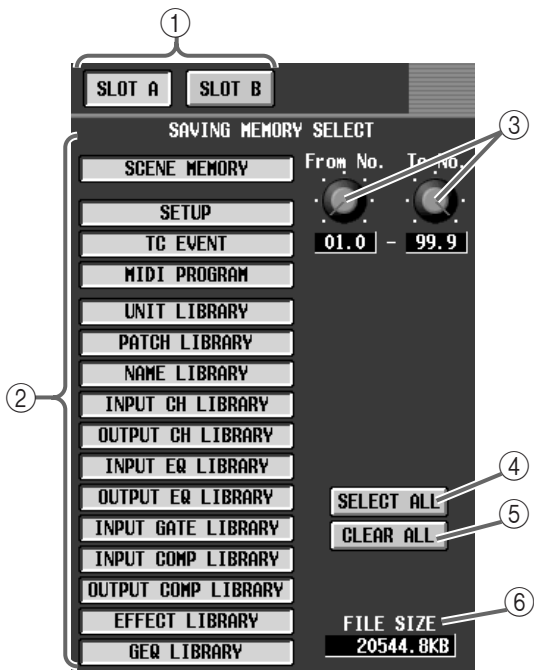 ①
SLOT A SLOT B
SAVING MEMORY SELECT
③
From No. To No.
SCENE MEMORY
SETUP
01.0 - 99.9
TC EVENT
MIDI PROGRAM
UNIT LIBRARY
PATCH LIBRARY
NAME LIBRARY
②
INPUT CH LIBRARY
OUTPUT CH LIBRARY
INPUT EQ LIBRARY
④
OUTPUT EQ LIBRARY
SELECT ALL
⑤
INPUT GATE LIBRARY
CLEAR ALL
INPUT COMP LIBRARY
OUTPUT COMP LIBRARY
⑥
EFFECT LIBRARY
FILE SIZE
20544.8KB
GEQ LIBRARY